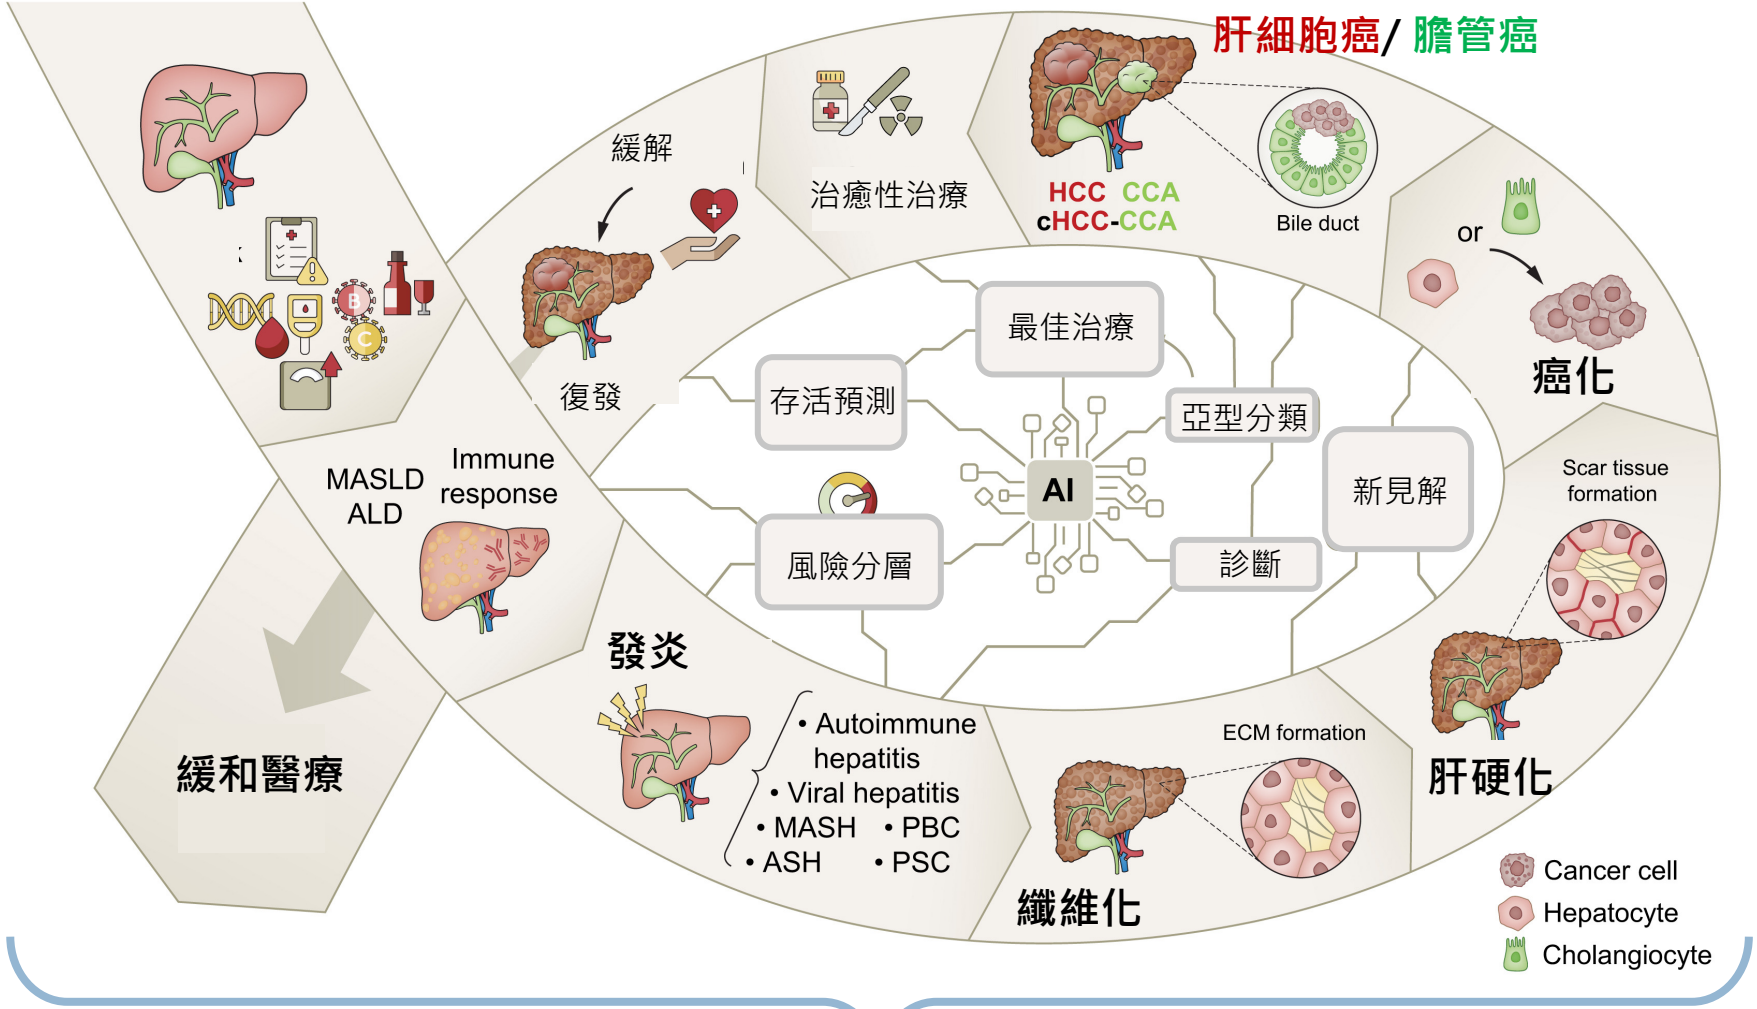 肝細胞癌/ 膽管癌
緩解
治癒性治療
HCC CCA
cHCC-CCA
Bile duct
or
癌化
復發
B
C
最佳治療
存活預測
亞型分類
AI
新見解
風險分層
診斷
Immune
response
MASLD
ALD
Scar tissue
formation
發炎
• Autoimmune
hepatitis
• Viral hepatitis
• MASH • PBC
• ASH • PSC
ECM formation
肝硬化
纖維化
緩和醫療
Cancer cell
Hepatocyte
Cholangiocyte